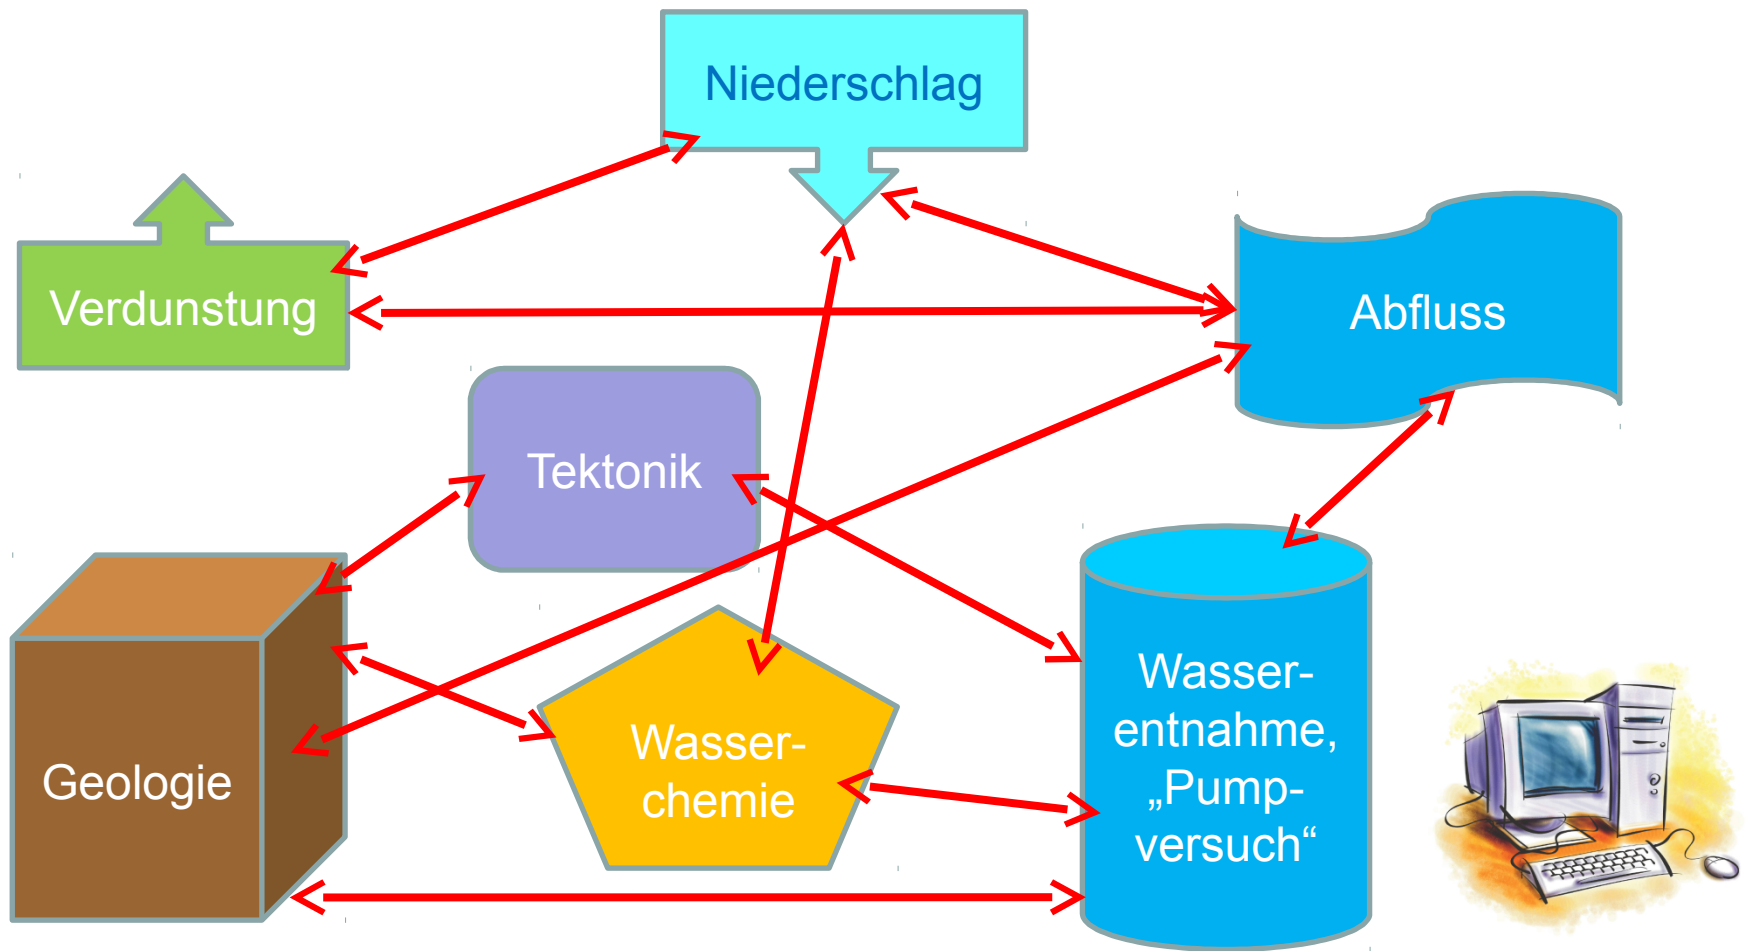 Niederschlag
Verdunstung
Abfluss
Tektonik
Geologie
Wasser-
chemie
Wasser-
entnahme,
„Pump-
versuch“